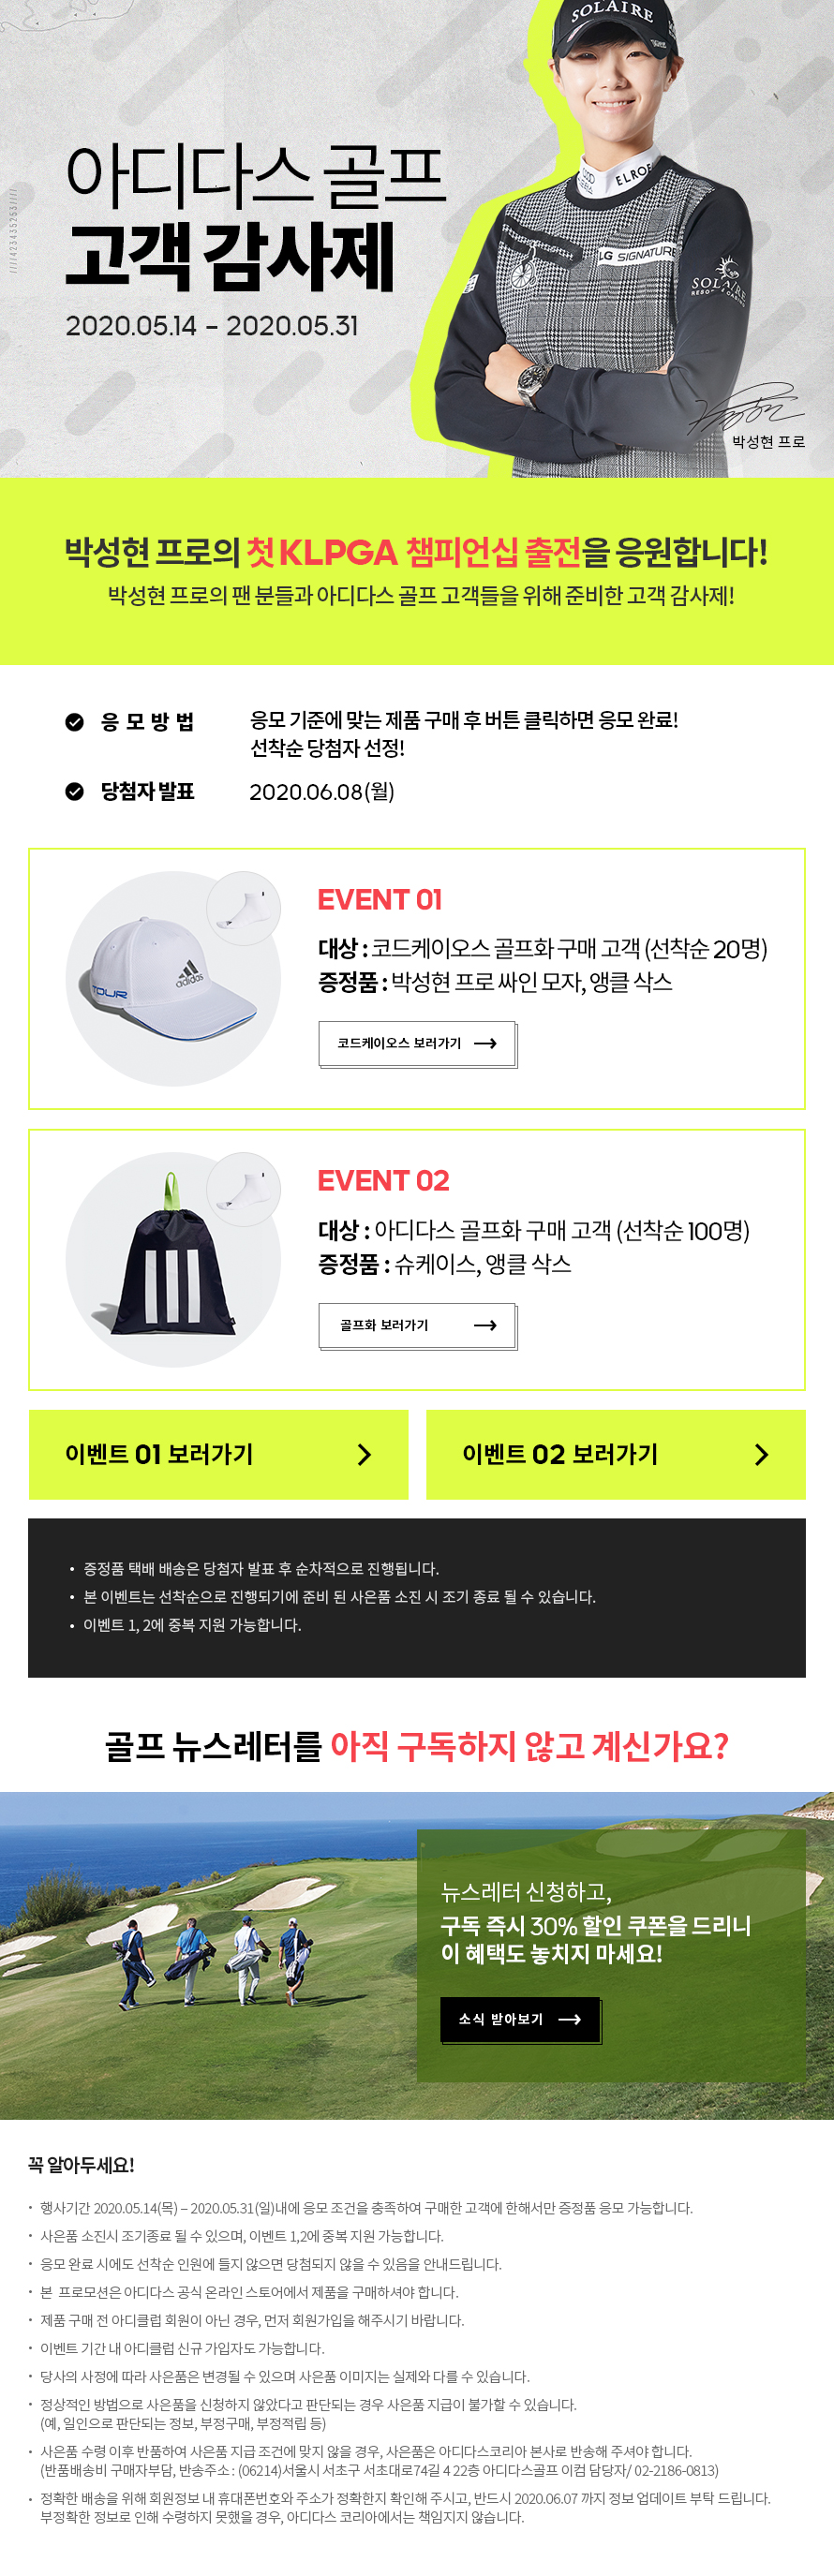 SOLAIRE
아디다스 골프
고객 감사제
2020.05.14 – 2020.05.31
////423435253/////
ELROE
LG SIGNATURE
SOLAIRE
박성현 프로
박성현 프로의 첫 KLPGA 챔피언십 출전을 응원합니다!
박성현 프로의 팬 분들과 아디다스 골프 고객들을 위해 준비한 고객 감사제!
응 모 방 법
응모 기준에 맞는 제품 구매 후 버튼 클릭하면 응모 완료!
선착순 당첨자 선정!
당첨자 발표
2020.06.08(월)
adidas
TOUR
EVENT 01
대상 : 코드케이오스 골프화 구매 고객 (선착순 20명)
증정품 : 박성현 프로 싸인 모자, 앵클 삭스
코드케이오스 보러가기
EVENT 02
대상 : 아디다스 골프화 구매 고객 (선착순 100명)
증정품 : 슈케이스, 앵클 삭스
골프화 보러가기
이벤트 01 보러가기
이벤트 02 보러가기
• 증정품 택배 배송은 당첨자 발표 후 순차적으로 진행됩니다.
• 본 이벤트는 선착순으로 진행되기에 준비 된 사은품 소진 시 조기 종료 될 수 있습니다.
• 이벤트 1, 2에 중복 지원 가능합니다.
골프 뉴스레터를 아직 구독하지 않고 계신가요?
뉴스레터 신청하고,
구독 즉시 30% 할인 쿠폰을 드리니
이 혜택도 놓치지 마세요!
소식 받아보기
꼭 알아두세요!
• 행사기간 2020.05.14(목) – 2020.05.31(일)내에 응모 조건을 충족하여 구매한 고객에 한해서만 증정품 응모 가능합니다.
• 사은품 소진시 조기종료 될 수 있으며, 이벤트 1,2에 중복 지원 가능합니다.
• 응모 완료 시에도 선착순 인원에 들지 않으면 당첨되지 않을 수 있음을 안내드립니다.
• 본 프로모션은 아디다스 공식 온라인 스토어에서 제품을 구매하셔야 합니다.
• 제품 구매 전 아디클럽 회원이 아닌 경우, 먼저 회원가입을 해주시기 바랍니다.
• 이벤트 기간 내 아디클럽 신규 가입자도 가능합니다.
• 당사의 사정에 따라 사은품은 변경될 수 있으며 사은품 이미지는 실제와 다를 수 있습니다.
• 정상적인 방법으로 사은품을 신청하지 않았다고 판단되는 경우 사은품 지급이 불가할 수 있습니다.
(예, 일인으로 판단되는 정보, 부정구매, 부정적립 등)
• 사은품 수령 이후 반품하여 사은품 지급 조건에 맞지 않을 경우, 사은품은 아디다스코리아 본사로 반송해 주셔야 합니다.
(반품배송비 구매자부담, 반송주소 : (06214)서울시 서초구 서초대로74길 4 22층 아디다스골프 이컴 담당자/ 02-2186-0813)
• 정확한 배송을 위해 회원정보 내 휴대폰번호와 주소가 정확한지 확인해 주시고, 반드시 2020.06.07 까지 정보 업데이트 부탁 드립니다.
부정확한 정보로 인해 수령하지 못했을 경우, 아디다스 코리아에서는 책임지지 않습니다.